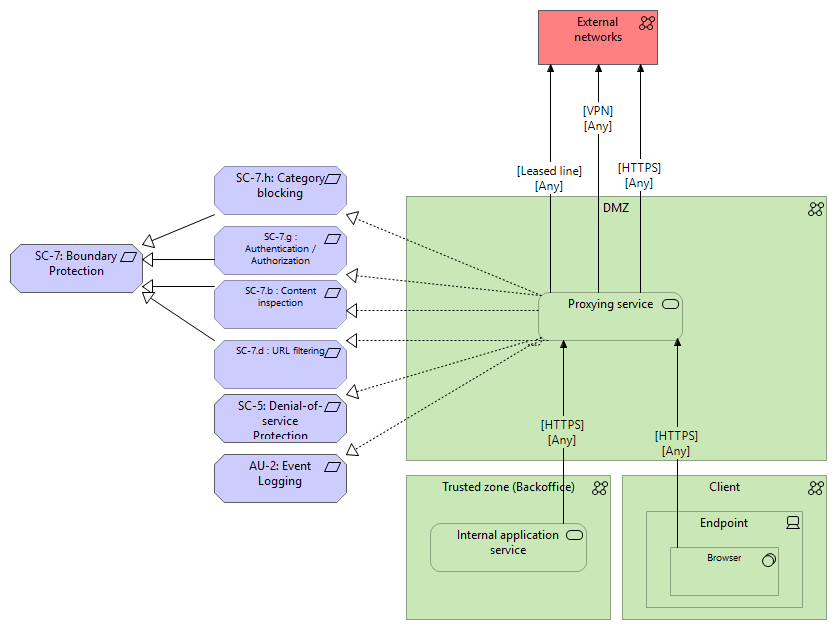 External
networks
[VPN]
[Any]
[Leased line]
[Any]
[HTTPS]
[Any]
SC-7.h: Category
blocking
DMZ
SC-7.g :
Authentication /
Authorization
SC-7: Boundary
Protection
SC-7.b : Content
inspection
Proxying service
SC-7.d : URL filtering
SC-5: Denial-of-
service
Protection
[HTTPS]
[Any]
[HTTPS]
[Any]
AU-2: Event
Logging
Trusted zone (Backoffice)
Client
Internal application
service
Endpoint
Browser